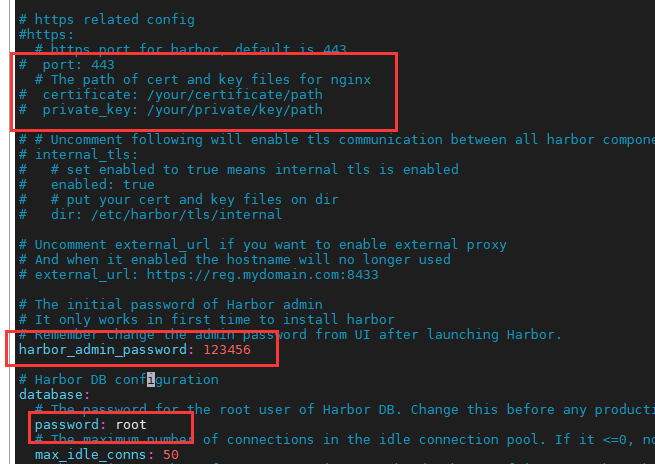 # https related config
#https:
# https port for harbor, default is 443
#  port: 443
# The path of cert and key files for nginx
#  certificate: /your/certificate/path
#  private_key: /your/private/key/path
# # Uncomment following will enable tls communication between all harbor
# internal_tls:
#   # set enabled to true means internal tls is enabled
#   enabled: true
#   # put your cert and key files on dir
#   dir: /etc/harbor/tls/internal
# Uncomment external_url if you want to enable external proxy
# And when it enabled the hostname will no longer used
# external_url: https://reg.mydomain.com:8433
# The initial password of Harbor admin
# It only works in first time to install harbor
# Remember Change the admin password from UI after launching Harbor.
harbor_admin_password: 123456
# Harbor DB configuration
database:
# The password for the root user of Harbor DB. Change this before any
password: root
# The maximum number of connections in the idle connection pool. If it <=0,
max_idle_conns: 50